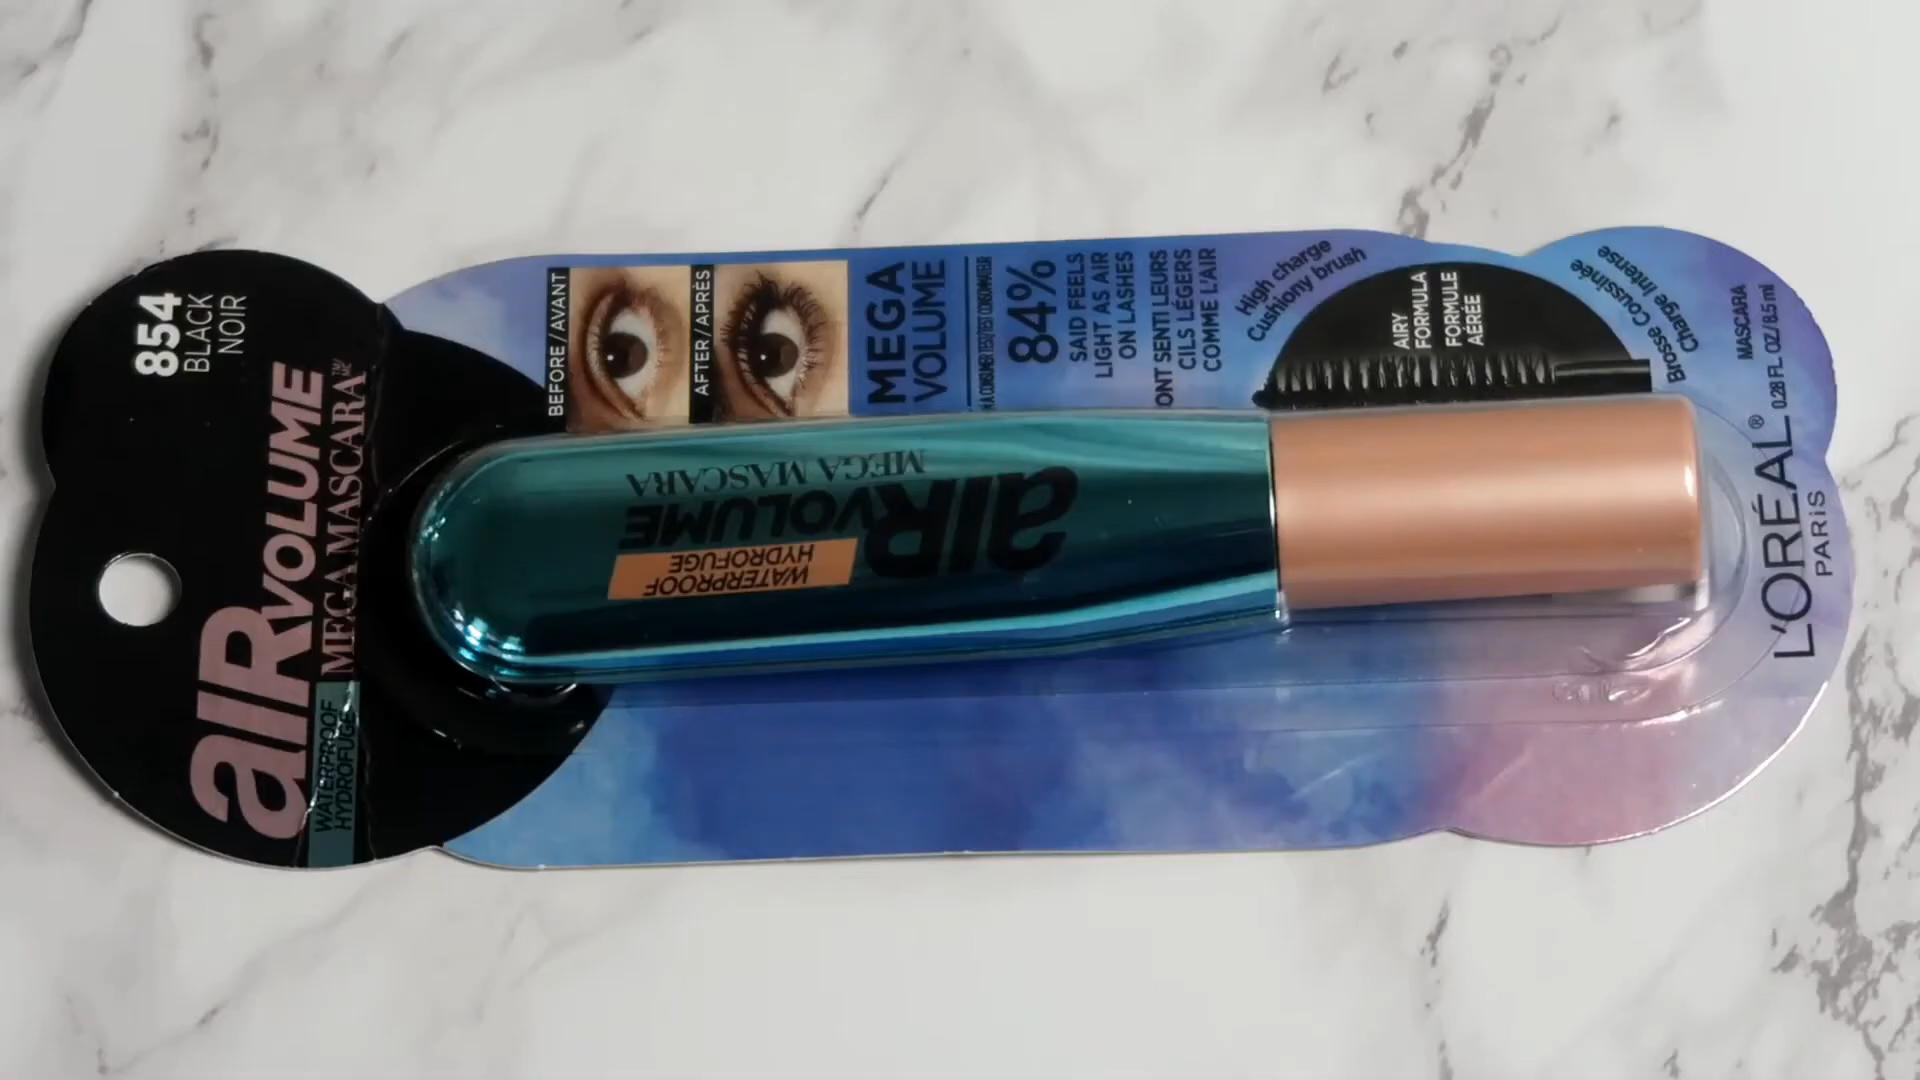 854
BLACK
NOIR
aIR VOLUME
MEGA MASCARA™
WATERPROOF
HYDROFUGE
BEFORE / AVANT
AFTER / APRÈS
MEGA
VOLUME
84%
SAID FEELS
LIGHT AS AIR
ON LASHES
ONT SENTI LEURS
CILS LÉGERS
COMME L'AIR
High charge
Cushiony brush
AIRY
FORMULA
FORMULE
AÉRÉE
Charge Intense
Brosse Coussinée
MASCARA
0.28 FL. OZ / 8.5 ml
L'ORÉAL®
PARiS
aIR VOLUME
MEGA MASCARA
WATERPROOF
HYDROFUGE